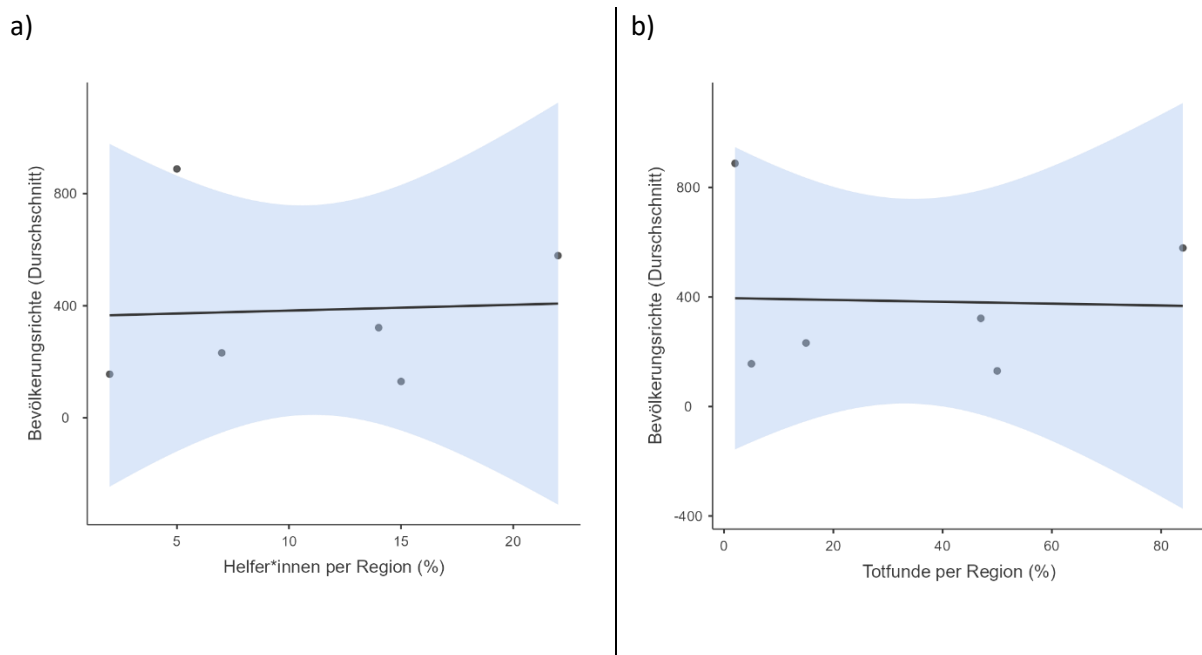 a)
Bevölkerungsrichte (Durschschnitt)
800
400
0
5
10
15
20
Helfer*innen per Region (%)
b)
Bevölkerungsrichte (Durschschnitt)
800
400
0
-400
0
20
40
60
80
Totfunde per Region (%)